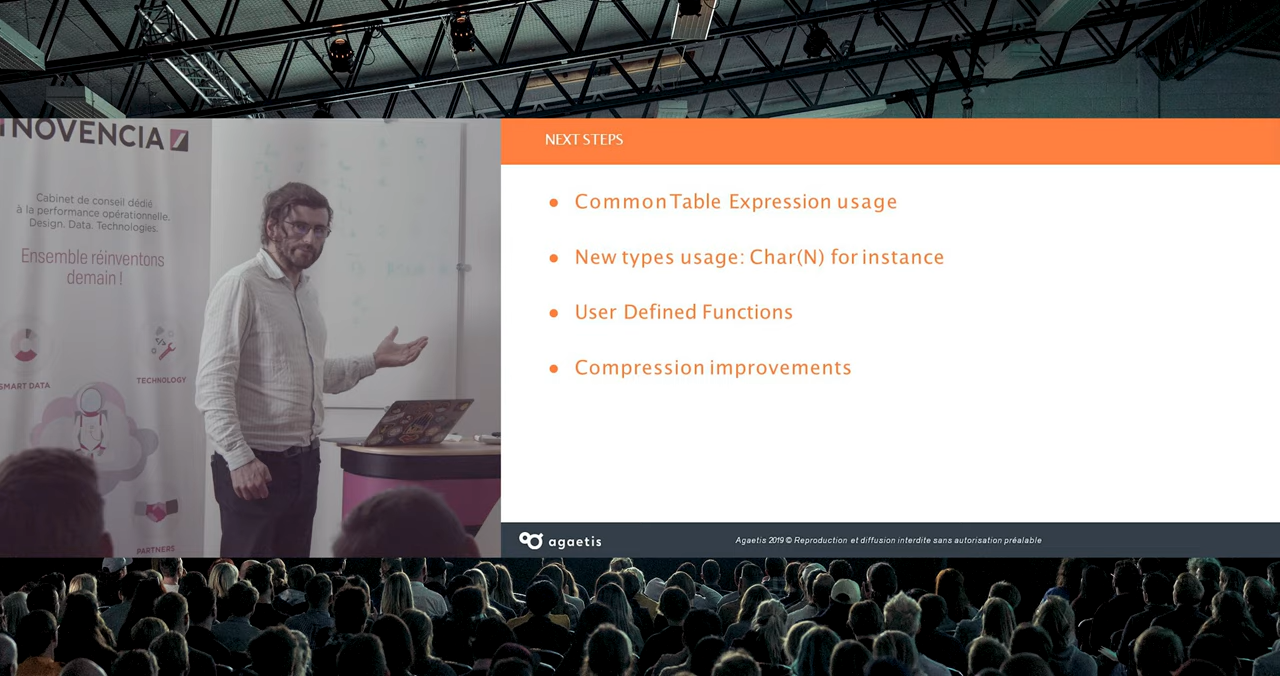 NOVENCIA
Cabinet de conseil dédié
à la performance opérationnelle.
Design. Data. Technologies.
Ensemble réinventons
demain !
SMART DATA
TECHNOLOGY
PARTNERS
NEXT STEPS
● Common Table Expression usage
● New types usage: Char(N) for instance
● User Defined Functions
● Compression improvements
agaetis
Agaetis 2019 © Reproduction et diffusion interdite sans autorisation préalable